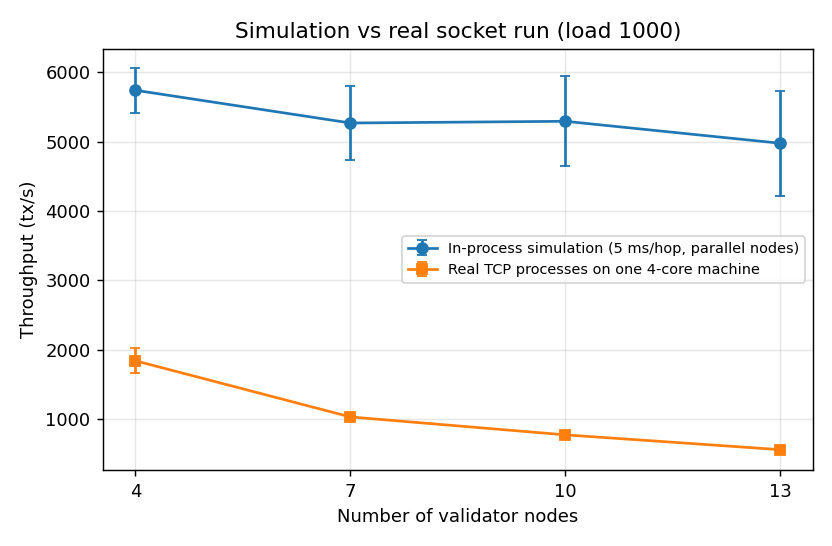 Simulation vs real socket run (load 1000)
Throughput (tx/s)
6000
5000
4000
3000
2000
1000
In-process simulation (5 ms/hop, parallel nodes)
Real TCP processes on one 4-core machine
4 7 10 13
Number of validator nodes